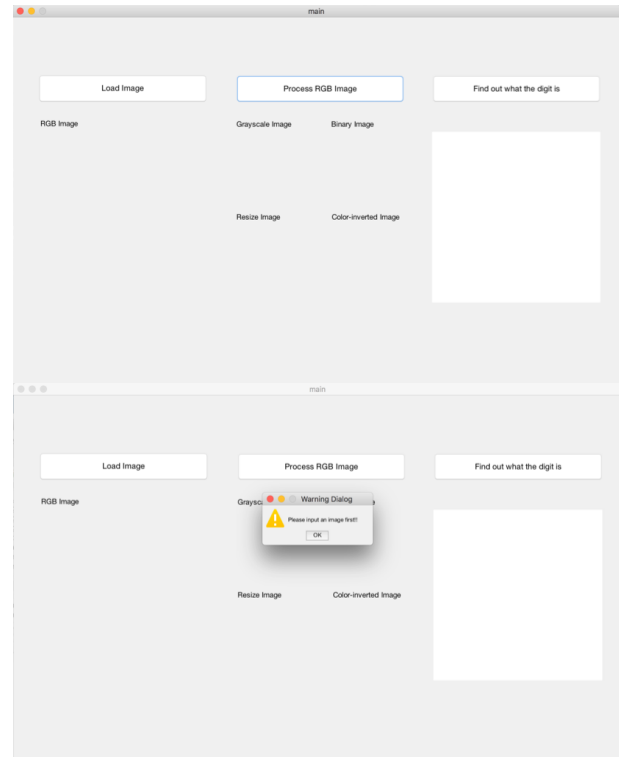 main
Load Image Process RGB Image Find out what the digit is
RGB Image Grayscale Image Binary Image
Resize Image Color-inverted Image
main
Load Image Process RGB Image Find out what the digit is
Warning Dialog
RGB Image Graysc e
Please input an image first!!
OK
Resize Image Color-inverted Image